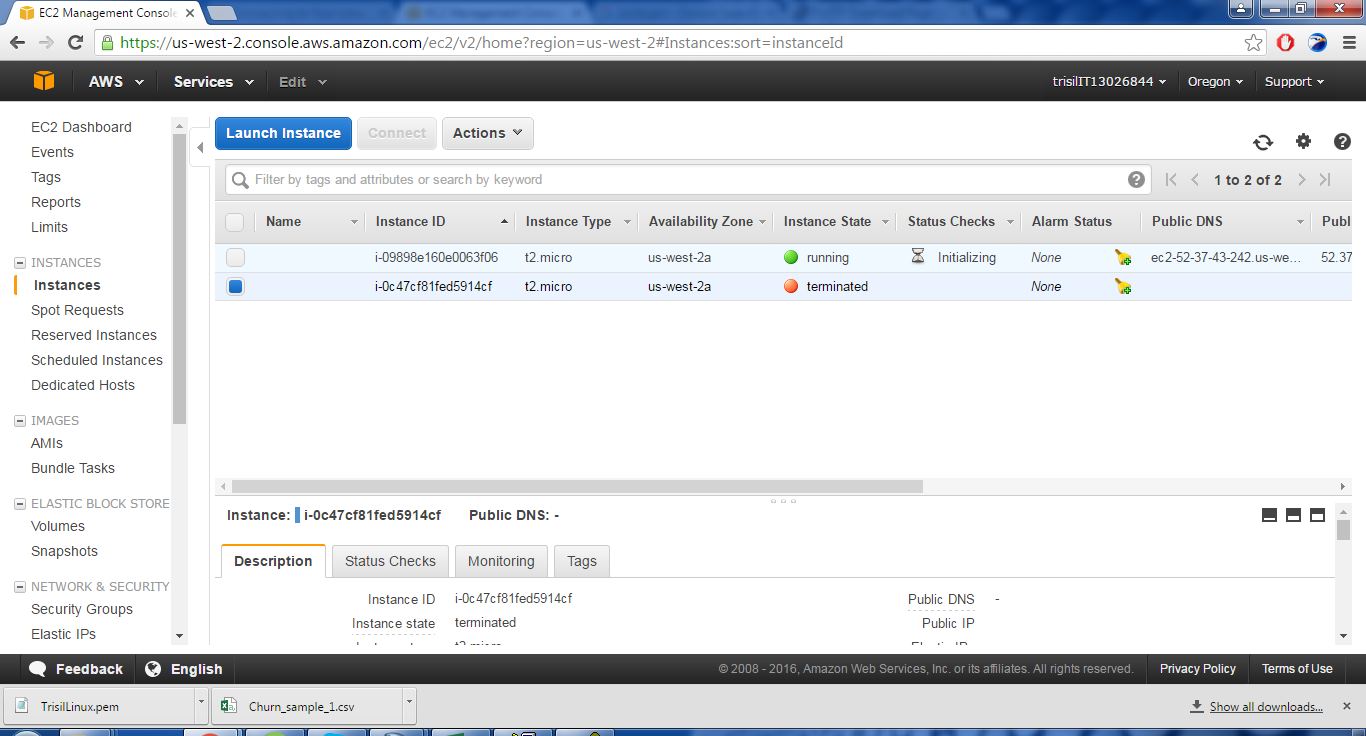 EC2 Management Console
https://us-west-2.console.aws.amazon.com/ec2/v2/home?region=us-west-2#Instances:sort=instanceId
AWS Services Edit trisilIT13026844 Oregon Support
EC2 Dashboard
Events
Tags
Reports
Limits
INSTANCES
Instances
Spot Requests
Reserved Instances
Scheduled Instances
Dedicated Hosts
IMAGES
AMIs
Bundle Tasks
ELASTIC BLOCK STORE
Volumes
Snapshots
NETWORK & SECURITY
Security Groups
Elastic IPs
Launch Instance Connect Actions
Filter by tags and attributes or search by keyword 1 to 2 of 2
Name Instance ID Instance Type Availability Zone Instance State Status Checks Alarm Status Public DNS Publ
i-09898e160e0063f06 t2.micro us-west-2a running Initializing None ec2-52-37-43-242.us-we... 52.37
i-0c47cf81fed5914cf t2.micro us-west-2a terminated None
Instance: i-0c47cf81fed5914cf Public DNS: -
Description Status Checks Monitoring Tags
Instance ID i-0c47cf81fed5914cf Public DNS -
Instance state terminated Public IP
Feedback English © 2008 - 2016, Amazon Web Services, Inc. or its affiliates. All rights reserved. Privacy Policy Terms of Use
TrisilLinux.pem Churn_sample_1.csv Show all downloads...